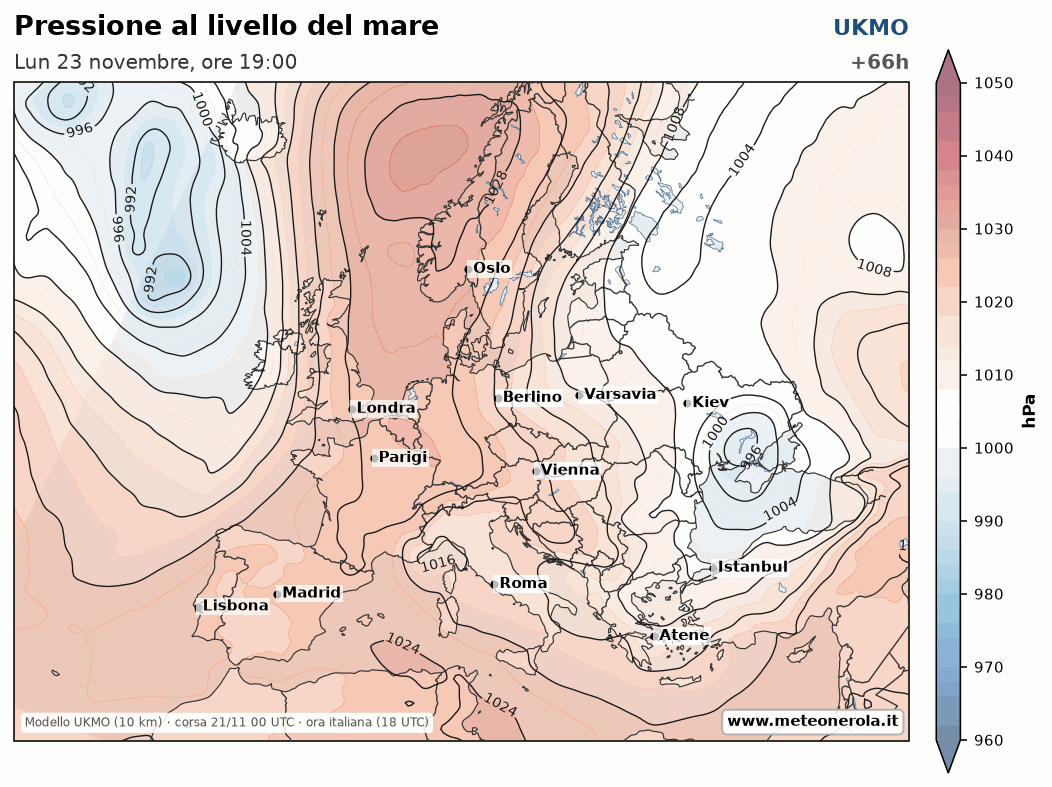 Pressione al livello del mare
UKMO
Lun 23 novembre, ore 19:00
+66h
996
1000
992
996
992
1004
1028
1008
1004
1008
Oslo
Londra
Berlino
Varsavia
Kiev
Parigi
Vienna
1000
996
1004
1016
Roma
Istanbul
Madrid
Lisbona
Atene
1024
1024
Modello UKMO (10 km) · corsa 21/11 00 UTC · ora italiana (18 UTC)
www.meteonerola.it
1050
1040
1030
1020
1010
1000
990
980
970
960
hPa